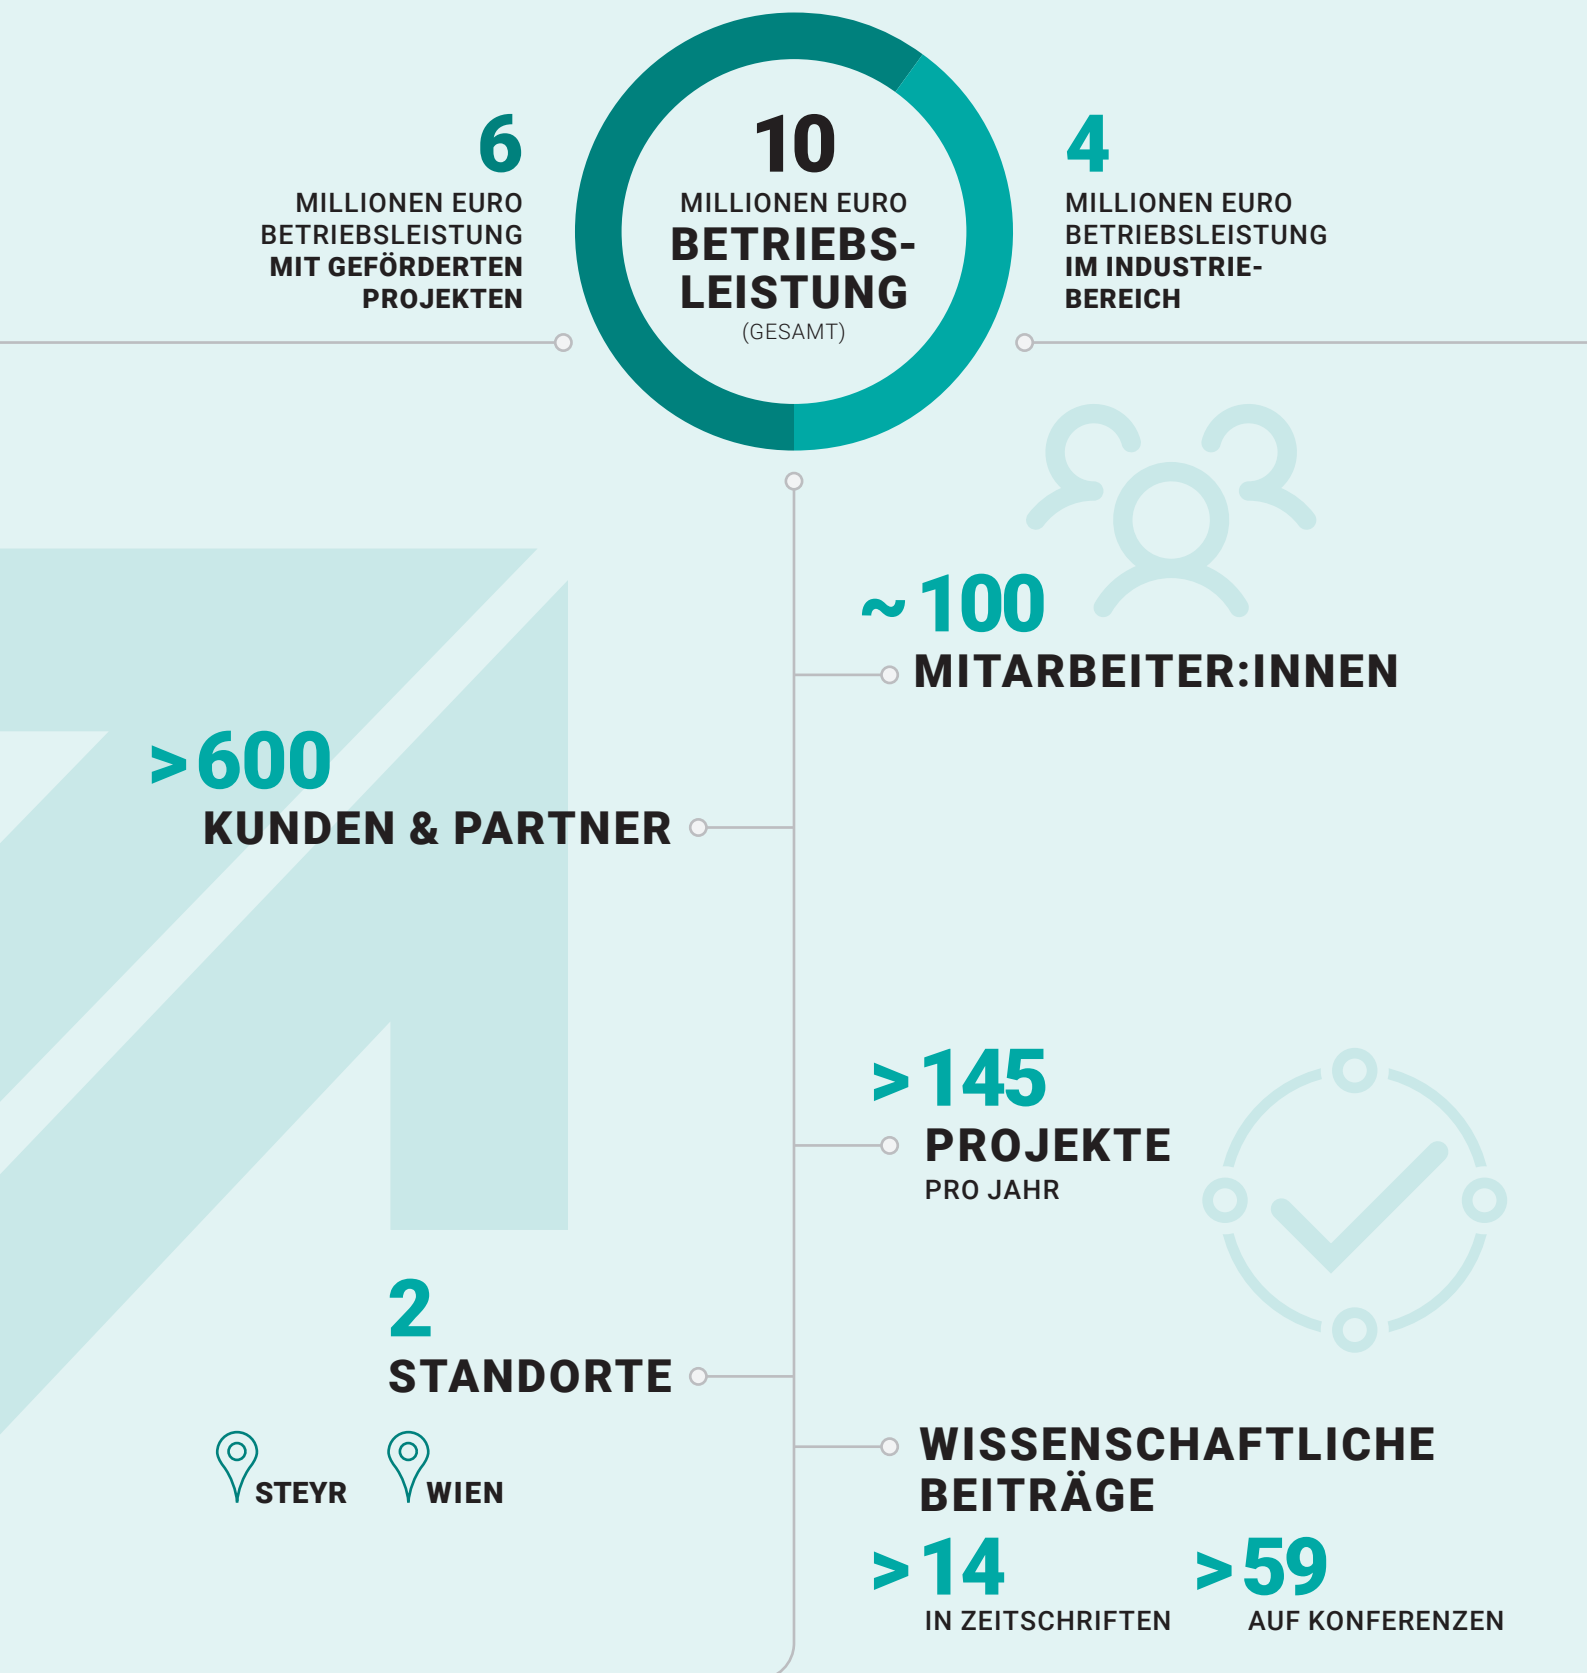 6
MILLIONEN EURO
BETRIEBSLEISTUNG
MIT GEFÖRDERTEN
PROJEKTEN
10
MILLIONEN EURO
BETRIEBS-
LEISTUNG
(GESAMT)
4
MILLIONEN EURO
BETRIEBSLEISTUNG
IM INDUSTRIE-
BEREICH
~100
MITARBEITER:INNEN
>600
KUNDEN & PARTNER
>145
PROJEKTE
PRO JAHR
2
STANDORTE
STEYR
WIEN
WISSENSCHAFTLICHE
BEITRÄGE
>14
IN ZEITSCHRIFTEN
>59
AUF KONFERENZEN